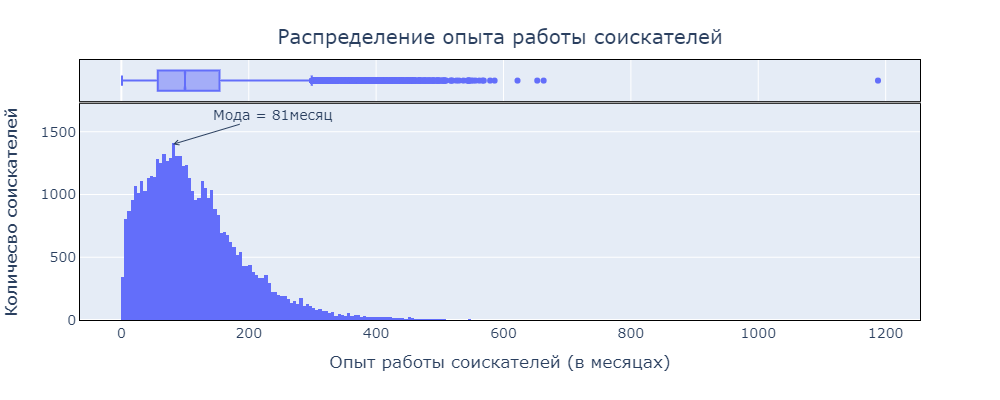 Распределение опыта работы соискателей
Мода = 81месяц
Количесво соискателей
1500
1000
500
0
0 200 400 600 800 1000 1200
Опыт работы соискателей (в месяцах)